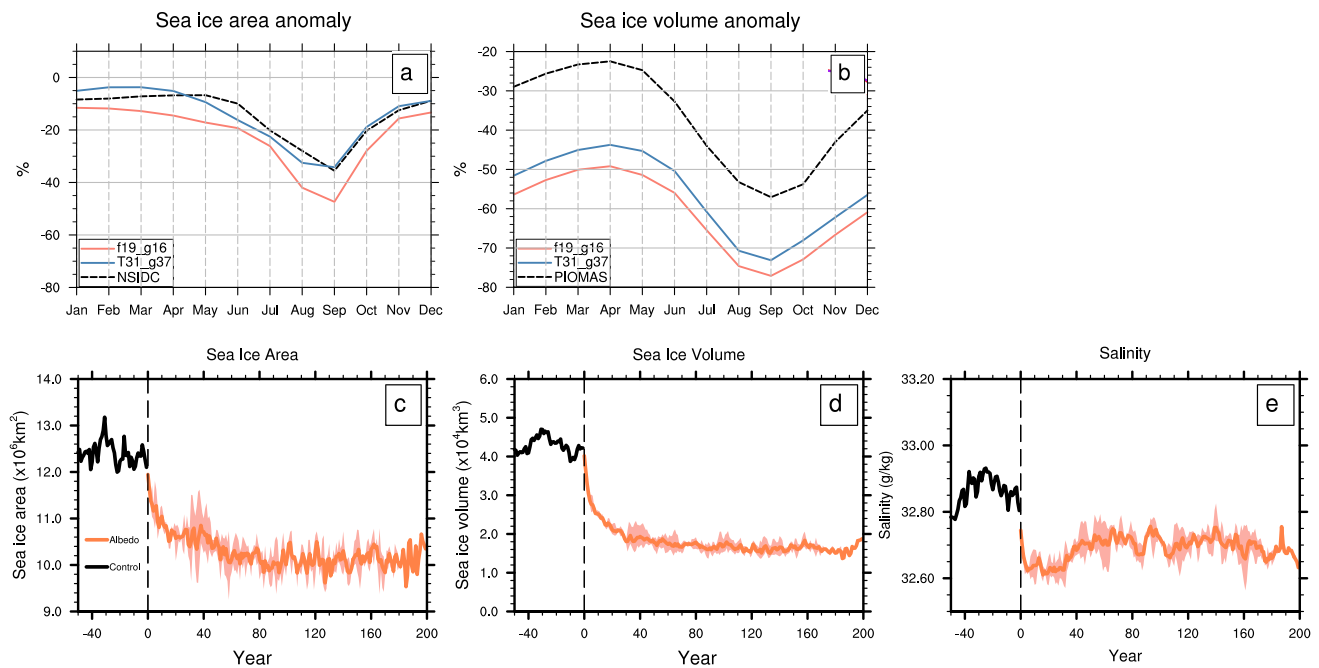 Sea ice area anomaly
a
%
0
-20
-40
-60
-80
f19_g16
T31_g37
NSIDC
Jan Feb Mar Apr May Jun Jul Aug Sep Oct Nov Dec
Sea ice volume anomaly
b
%
-20
-30
-40
-50
-60
-70
-80
f19_g16
T31_g37
PIOMAS
Jan Feb Mar Apr May Jun Jul Aug Sep Oct Nov Dec
Sea Ice Area
c
Sea ice area (x10⁶km²)
14.0
13.0
12.0
11.0
10.0
9.0
Albedo
Control
-40 0 40 80 120 160 200
Year
Sea Ice Volume
d
Sea ice volume (x10⁴km³)
6.0
5.0
4.0
3.0
2.0
1.0
0.0
-40 0 40 80 120 160 200
Year
Salinity
e
Salinity (g/kg)
33.20
33.00
32.80
32.60
-40 0 40 80 120 160 200
Year